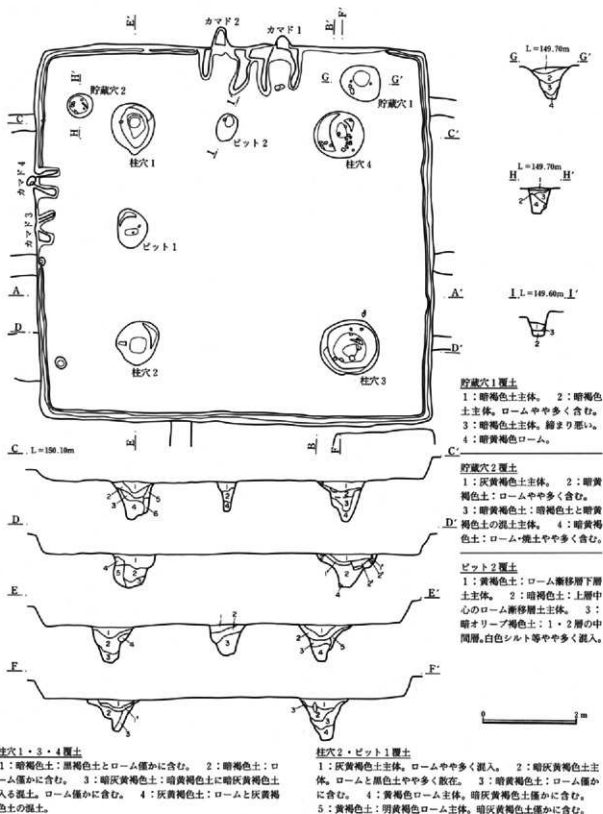 カマド2
カマド1
E′
B′
F′
L=149.70m
G
G′
H′
貯蔵穴2
G
G′
貯蔵穴1
C
H
I
I′
ピット2
C′
柱穴1
柱穴4
カマド4
カマド3
L=149.70m
H
H′
ピット1
A
A′
I
L=149.60m
I′
D
D′
柱穴2
柱穴3
E
B
F
貯蔵穴1覆土
1：暗褐色土主体。 2：暗褐色
土主体。ロームやや多く含む。
3：暗褐色土主体。締まり悪い。
4：暗黄褐色ローム。
貯蔵穴2覆土
1：灰黄褐色土主体。 2：暗黄
褐色土：ロームやや多く含む。
3：暗黄褐色土：暗褐色土と暗黄
褐色土の混土主体。 4：暗黄褐
色土：ローム・焼土やや多く含む。
ピット2覆土
1：黄褐色土：ローム漸移層下層
土主体。 2：暗褐色土：上層中
心のローム漸移層土主体。 3：
暗オリーブ褐色土：1・2層の中
間層。白色シルト等やや多く混入。
C
L=150.10m
C′
D
D′
E
E′
F
F′
0
2m
柱穴1・3・4覆土
1：暗褐色土：黒褐色土とローム僅かに含む。 2：暗褐色土：ロ
ーム僅かに含む。 3：暗灰黄褐色土：暗黄褐色土に暗灰黄褐色土
入る混土。ローム僅かに含む。 4：灰黄褐色土：ロームと灰黄褐
色土の混土。
柱穴2・ピット1覆土
1：灰黄褐色土主体。ロームやや多く混入。 2：暗灰黄褐色土主
体。ロームと黒色土やや多く散在。 3：暗黄褐色土：ローム僅か
に含む。 4：黄褐色ローム主体。暗灰黄褐色土僅かに含む。
5：黄褐色土：明黄褐色ローム主体。暗灰黄褐色土僅かに含む。